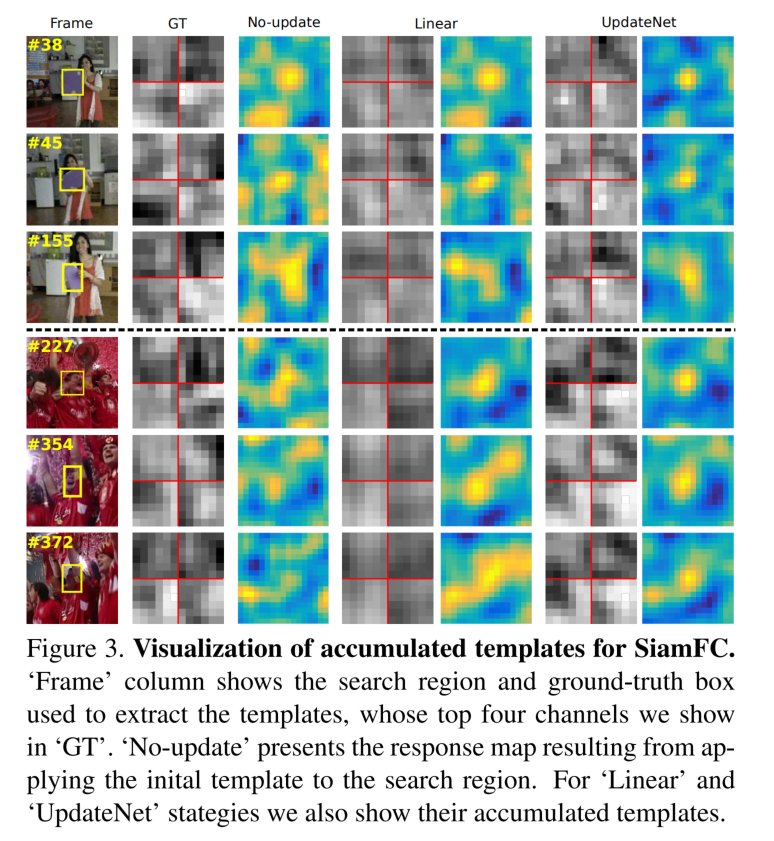 Frame GT No-update Linear UpdateNet
#38
#45
#155
#227
#354
#372
Figure 3. Visualization of accumulated templates for SiamFC.
‘Frame’ column shows the search region and ground-truth box
used to extract the templates, whose top four channels we show
in ‘GT’. ‘No-update’ presents the response map resulting from ap-
plying the inital template to the search region. For ‘Linear’ and
‘UpdateNet’ stategies we also show their accumulated templates.